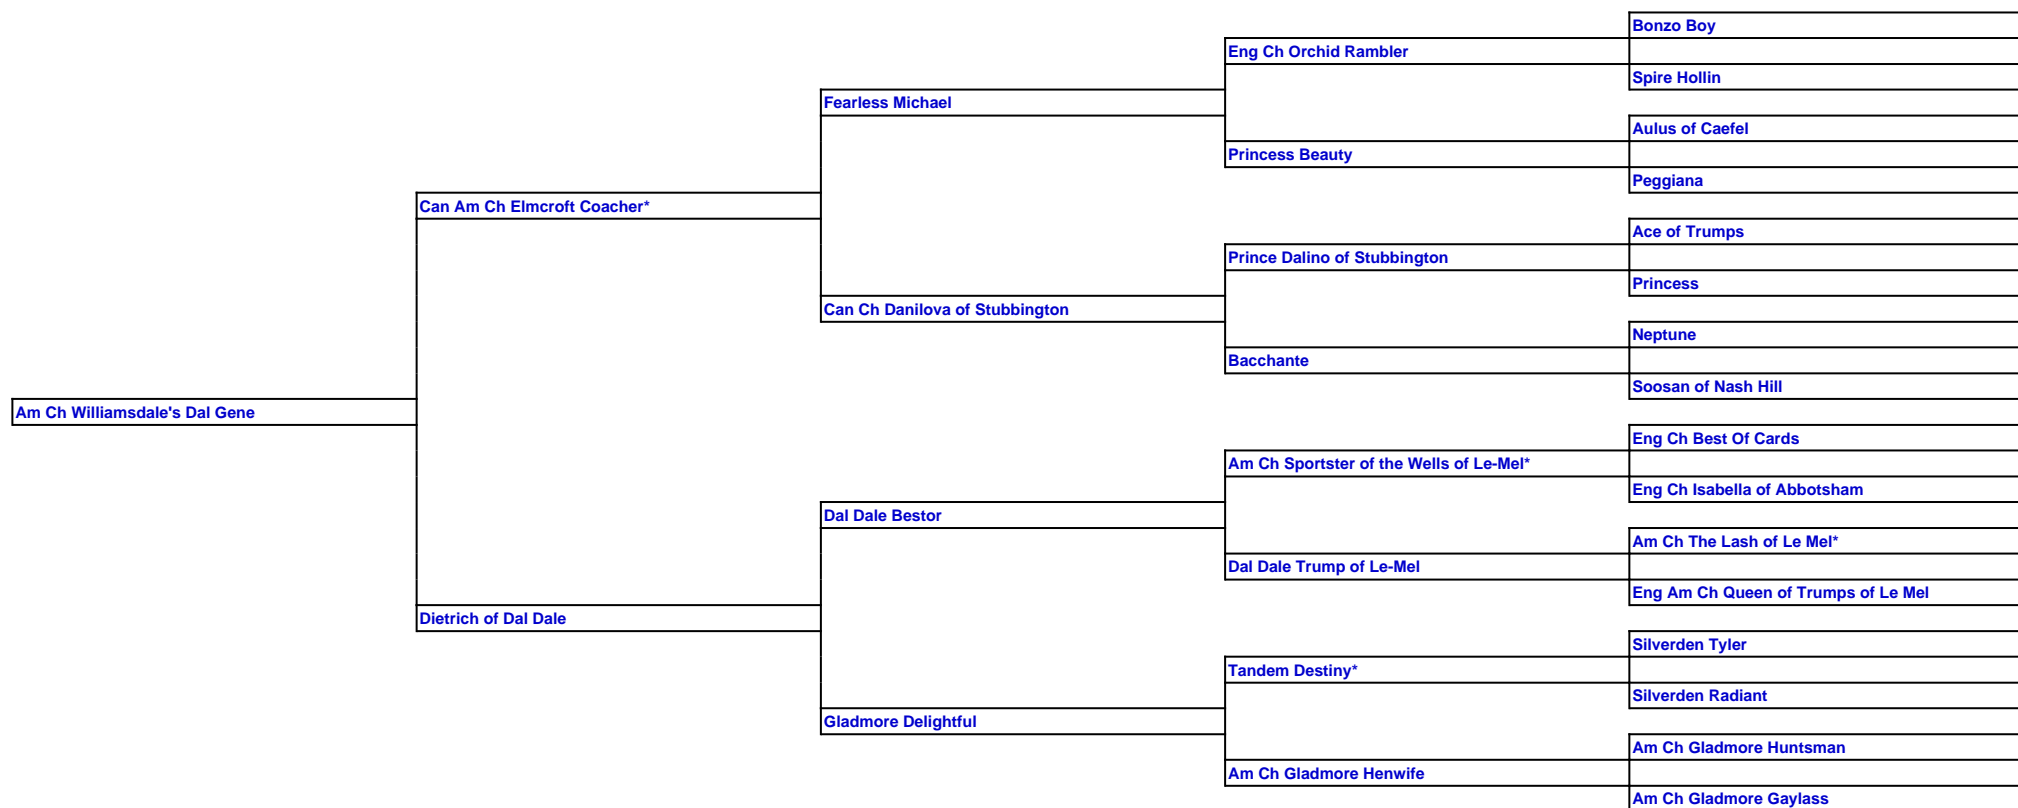 Bonzo Boy
Eng Ch Orchid Rambler
Spire Hollin
Fearless Michael
Aulus of Caefel
Princess Beauty
Peggiana
Can Am Ch Elmcroft Coacher*
Ace of Trumps
Prince Dalino of Stubbington
Princess
Can Ch Danilova of Stubbington
Neptune
Bacchante
Soosan of Nash Hill
Am Ch Williamsdale's Dal Gene
Eng Ch Best Of Cards
Am Ch Sportster of the Wells of Le-Mel*
Eng Ch Isabella of Abbotsham
Dal Dale Bestor
Am Ch The Lash of Le Mel*
Dal Dale Trump of Le-Mel
Eng Am Ch Queen of Trumps of Le Mel
Dietrich of Dal Dale
Silverden Tyler
Tandem Destiny*
Silverden Radiant
Gladmore Delightful
Am Ch Gladmore Huntsman
Am Ch Gladmore Henwife
Am Ch Gladmore Gaylass